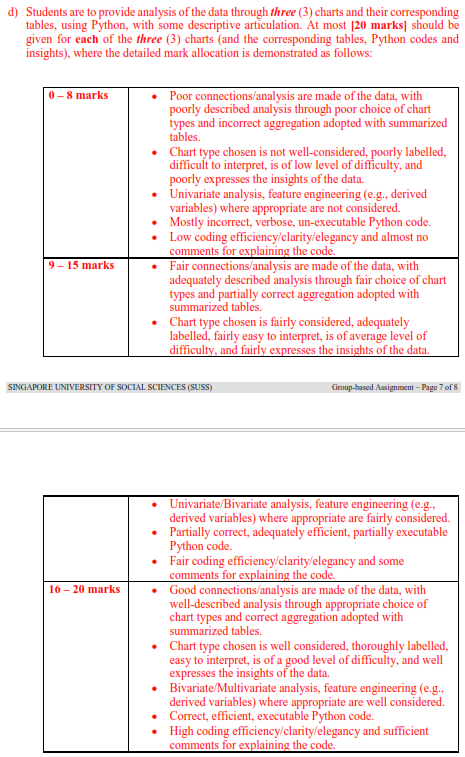 d) Students are to provide analysis of the data through three (3) charts and their corresponding
tables, using Python, with some descriptive articulation. At most [20 marks] should be
given for each of the three (3) charts (and the corresponding tables, Python codes and
insights), where the detailed mark allocation is demonstrated as follows:
0 – 8 marks
• Poor connections/analysis are made of the data, with
poorly described analysis through poor choice of chart
types and incorrect aggregation adopted with summarized
tables.
• Chart type chosen is not well-considered, poorly labelled,
difficult to interpret, is of low level of difficulty, and
poorly expresses the insights of the data.
• Univariate analysis, feature engineering (e.g., derived
variables) where appropriate are not considered.
• Mostly incorrect, verbose, un-executable Python code.
• Low coding efficiency/clarity/elegancy and almost no
comments for explaining the code.
9 – 15 marks
• Fair connections/analysis are made of the data, with
adequately described analysis through fair choice of chart
types and partially correct aggregation adopted with
summarized tables.
• Chart type chosen is fairly considered, adequately
labelled, fairly easy to interpret, is of average level of
difficulty, and fairly expresses the insights of the data.
SINGAPORE UNIVERSITY OF SOCIAL SCIENCES (SUSS) Group-based Assignment – Page 7 of 8
• Univariate/Bivariate analysis, feature engineering (e.g.,
derived variables) where appropriate are fairly considered.
• Partially correct, adequately efficient, partially executable
Python code.
• Fair coding efficiency/clarity/elegancy and some
comments for explaining the code.
16 – 20 marks
• Good connections/analysis are made of the data, with
well-described analysis through appropriate choice of
chart types and correct aggregation adopted with
summarized tables.
• Chart type chosen is well considered, thoroughly labelled,
easy to interpret, is of a good level of difficulty, and well
expresses the insights of the data.
• Bivariate/Multivariate analysis, feature engineering (e.g.,
derived variables) where appropriate are well considered.
• Correct, efficient, executable Python code.
• High coding efficiency/clarity/elegancy and sufficient
comments for explaining the code.